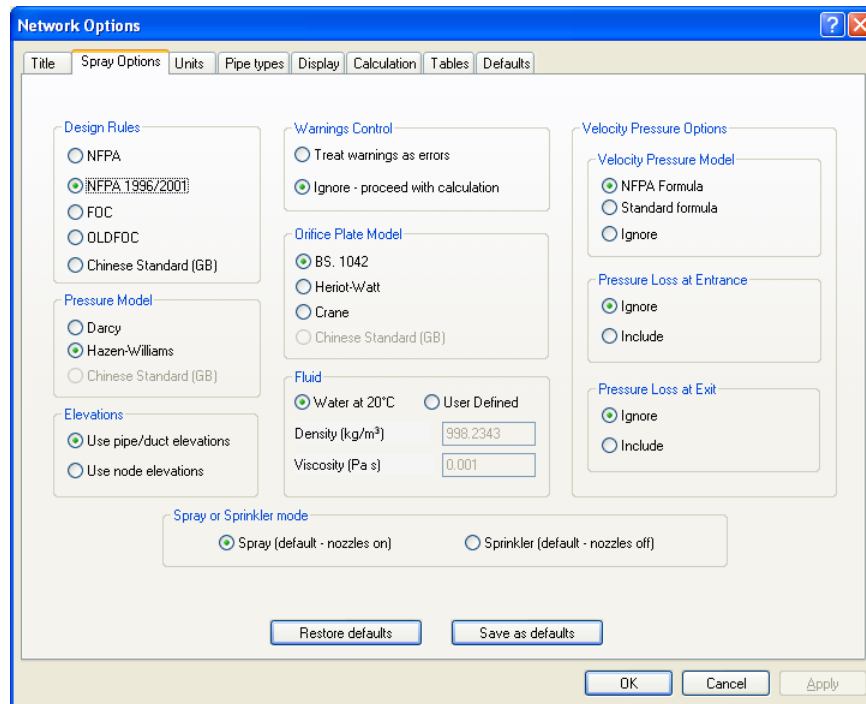 Network Options
Title
Spray Options
Units
Pipe types
Display
Calculation
Tables
Defaults
Design Rules
NFPA
NFPA 1996/2001
FOC
OLDFOC
Chinese Standard (GB)
Pressure Model
Darcy
Hazen-Williams
Chinese Standard (GB)
Elevations
Use pipe/duct elevations
Use node elevations
Warnings Control
Treat warnings as errors
Ignore - proceed with calculation
Orifice Plate Model
BS. 1042
Heriot-Watt
Crane
Chinese Standard (GB)
Fluid
Water at 20°C
User Defined
Density (kg/m³)
998.2343
Viscosity (Pa s)
0.001
Velocity Pressure Options
Velocity Pressure Model
NFPA Formula
Standard formula
Ignore
Pressure Loss at Entrance
Ignore
Include
Pressure Loss at Exit
Ignore
Include
Spray or Sprinkler mode
Spray (default - nozzles on)
Sprinkler (default - nozzles off)
Restore defaults
Save as defaults
OK
Cancel
Apply